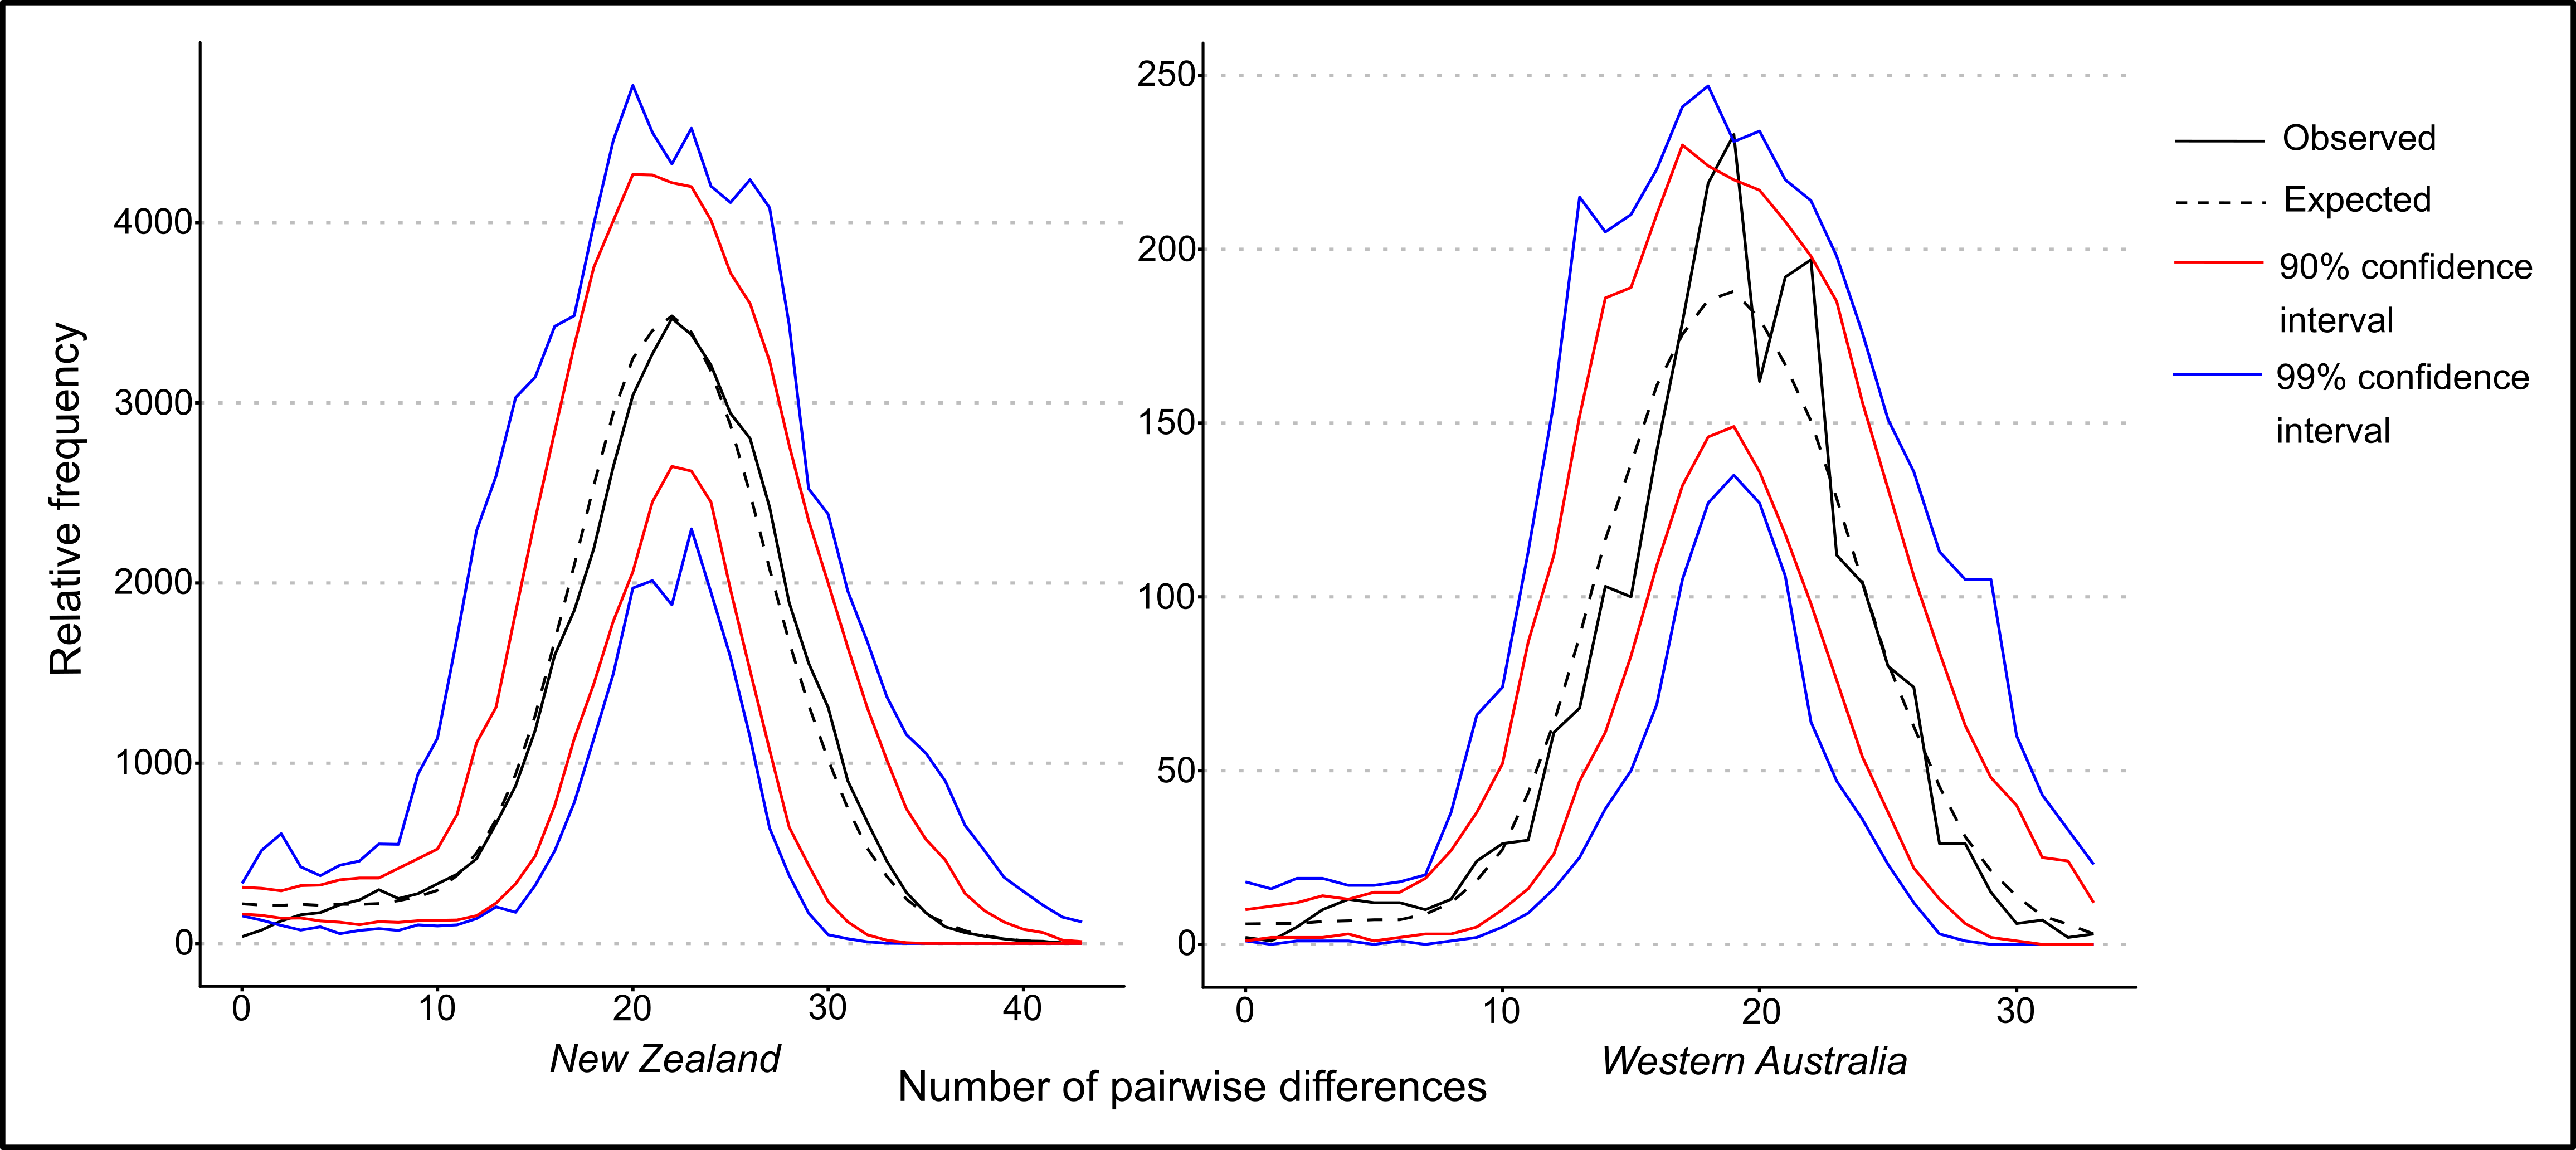 Relative frequency
4000
3000
2000
1000
0
0 10 20 30 40
New Zealand
250
200
150
100
50
0
0 10 20 30
Western Australia
Number of pairwise differences
Observed
Expected
90% confidence
interval
99% confidence
interval